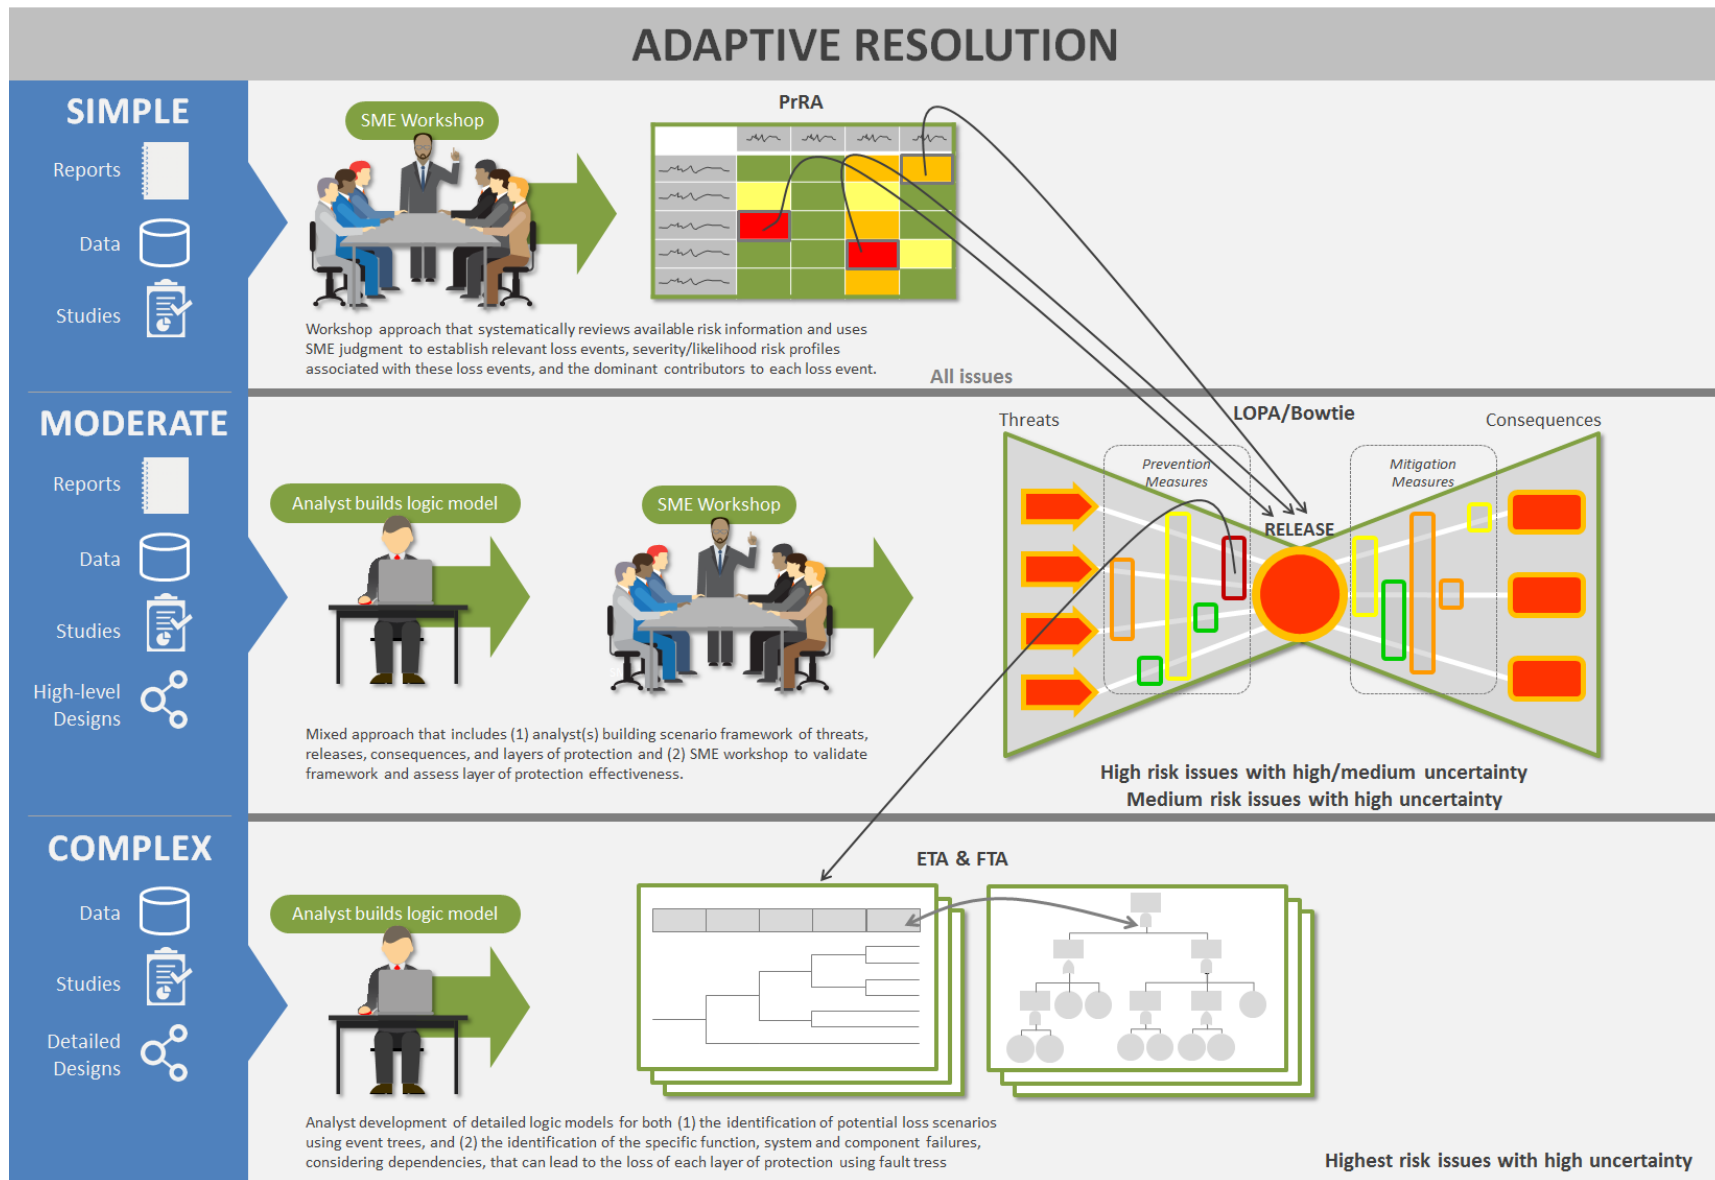 ADAPTIVE RESOLUTION
SIMPLE
Reports
Data
Studies
SME Workshop
PrRA
Workshop approach that systematically reviews available risk information and uses
SME judgment to establish relevant loss events, severity/likelihood risk profiles
associated with these loss events, and the dominant contributors to each loss event.
All issues
MODERATE
Reports
Data
Studies
High-level
Designs
Analyst builds logic model
SME Workshop
LOPA/Bowtie
Threats
Consequences
Prevention
Measures
Mitigation
Measures
RELEASE
Mixed approach that includes (1) analyst(s) building scenario framework of threats,
releases, consequences, and layers of protection and (2) SME workshop to validate
framework and assess layer of protection effectiveness.
High risk issues with high/medium uncertainty
Medium risk issues with high uncertainty
COMPLEX
Data
Studies
Detailed
Designs
Analyst builds logic model
ETA & FTA
Analyst development of detailed logic models for both (1) the identification of potential loss scenarios
using event trees, and (2) the identification of the specific function, system and component failures,
considering dependencies, that can lead to the loss of each layer of protection using fault tress
Highest risk issues with high uncertainty